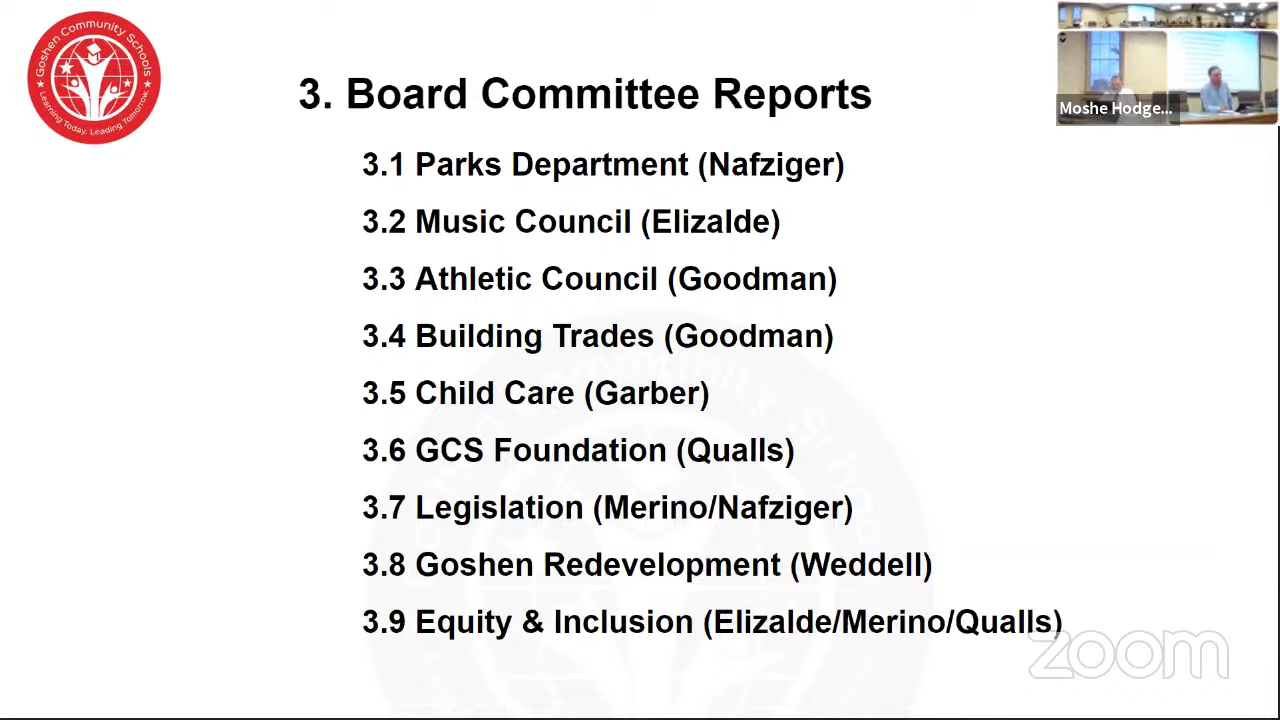 Goshen Community Schools
Learning Today. Leading Tomorrow.
3. Board Committee Reports
Moshe Hodge...
3.1 Parks Department (Nafziger)
3.2 Music Council (Elizalde)
3.3 Athletic Council (Goodman)
3.4 Building Trades (Goodman)
3.5 Child Care (Garber)
3.6 GCS Foundation (Qualls)
3.7 Legislation (Merino/Nafziger)
3.8 Goshen Redevelopment (Weddell)
3.9 Equity & Inclusion (Elizalde/Merino/Qualls)
zoom